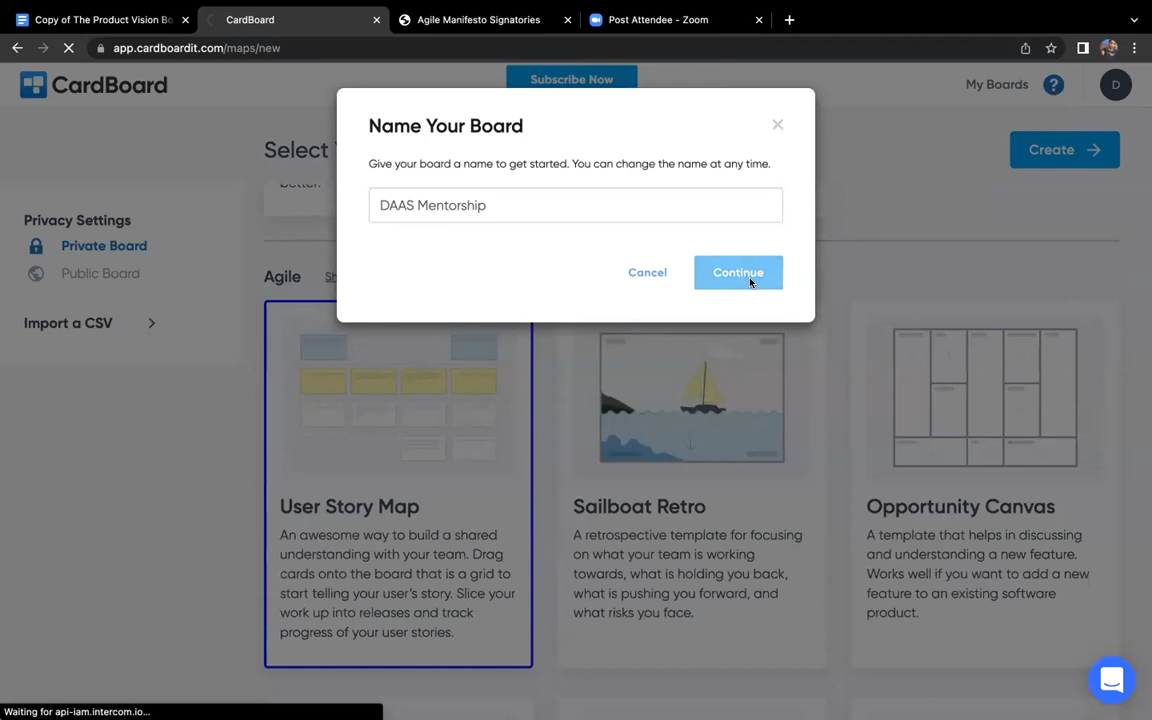 Copy of The Product Vision Bo
CardBoard
Agile Manifesto Signatories
Post Attendee - Zoom
app.cardboardit.com/maps/new
CardBoard
Subscribe Now
My Boards
?
D
Select
Create
Name Your Board
Give your board a name to get started. You can change the name at any time.
DAAS Mentorship
Cancel
Continue
better.
Privacy Settings
Private Board
Public Board
Import a CSV
Agile
Sh
User Story Map
An awesome way to build a shared
understanding with your team. Drag
cards onto the board that is a grid to
start telling your user's story. Slice your
work up into releases and track
progress of your user stories.
Sailboat Retro
A retrospective template for focusing
on what your team is working
towards, what is holding you back,
what is pushing you forward, and
what risks you face.
Opportunity Canvas
A template that helps in discussing
and understanding a new feature.
Works well if you want to add a new
feature to an existing software
product.
Waiting for api-iam.intercom.io...